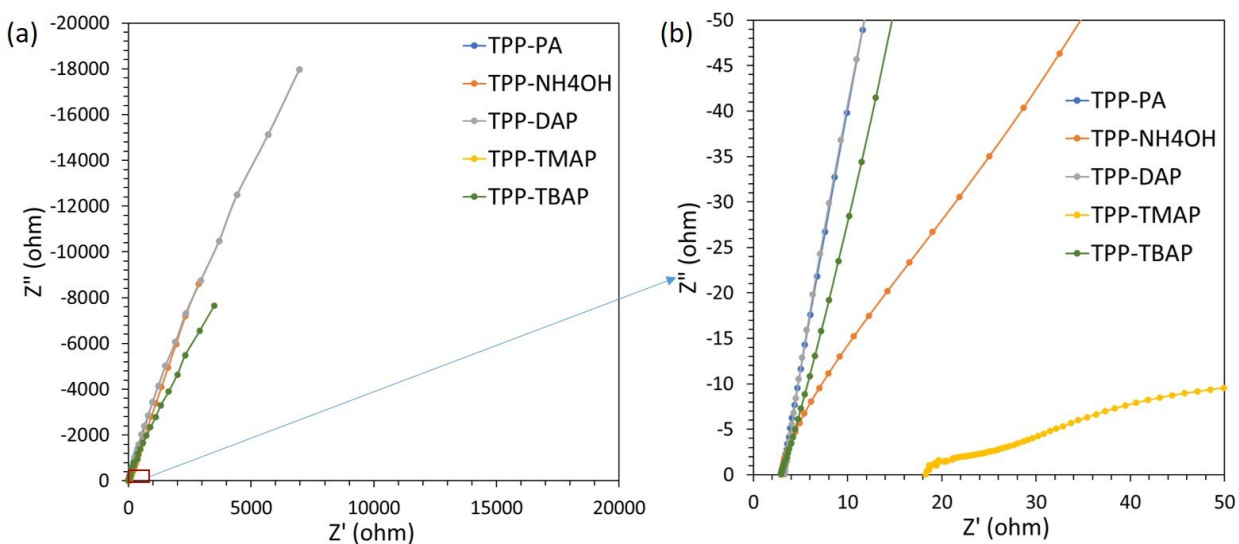 (a)
-20000
-18000
-16000
-14000
-12000
-10000
-8000
-6000
-4000
-2000
0
Z'' (ohm)
TPP-PA
TPP-NH4OH
TPP-DAP
TPP-TMAP
TPP-TBAP
0 5000 10000 15000 20000
Z' (ohm)
(b)
-50
-45
-40
-35
-30
-25
-20
-15
-10
-5
0
Z'' (ohm)
TPP-PA
TPP-NH4OH
TPP-DAP
TPP-TMAP
TPP-TBAP
0 10 20 30 40 50
Z' (ohm)